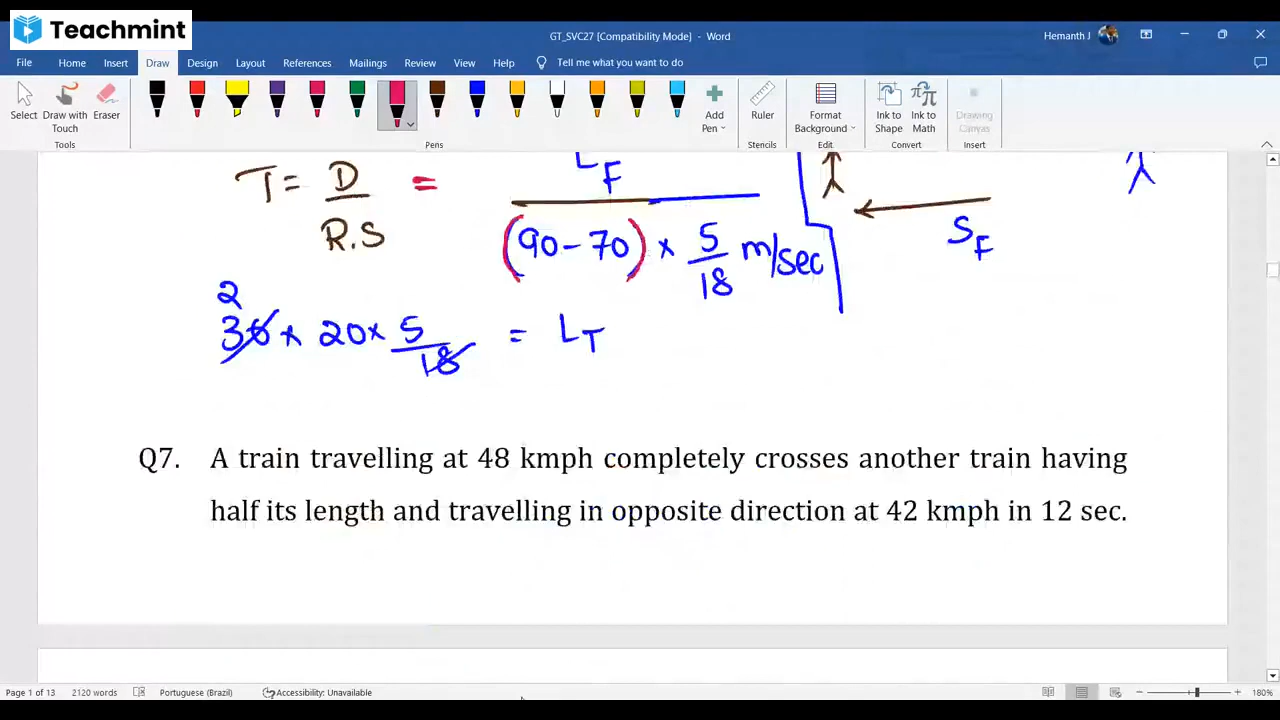 Teachmint
GT_SVC27 [Compatibility Mode] - Word
Hemanth J
File Home Insert Draw Design Layout References Mailings Review View Help Tell me what you want to do
Select
Draw with Touch
Eraser
Add Pen
Ruler
Format Background
Ink to Shape
Ink to Math
Drawing Canvas
Tools Pens Stencils Edit Convert Insert
T = D / R.S = L_F / (90 - 70) × 5/18 m/sec
S_F
2
36 × 20 × 5/18 = L_T
Q7. A train travelling at 48 kmph completely crosses another train having
half its length and travelling in opposite direction at 42 kmph in 12 sec.
Page 1 of 13 2120 words Portuguese (Brazil) Accessibility: Unavailable 180%